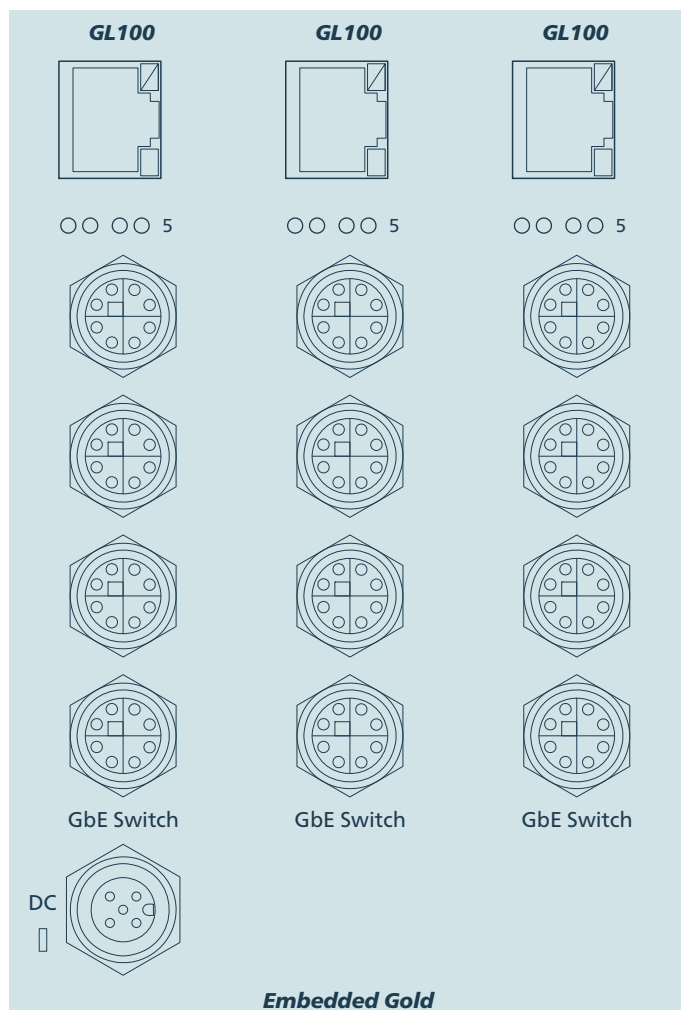 GL100 GL100 GL100
5 5 5
GbE Switch GbE Switch GbE Switch
DC
Embedded Gold